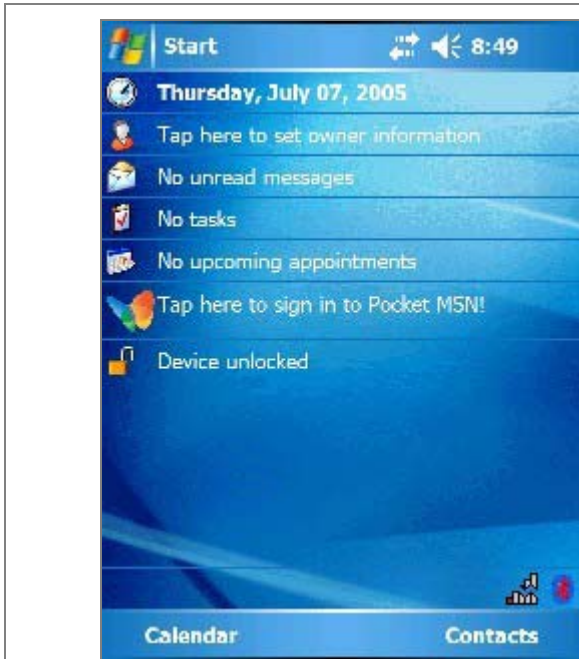 Start 8:49
Thursday, July 07, 2005
Tap here to set owner information
No unread messages
No tasks
No upcoming appointments
Tap here to sign in to Pocket MSN!
Device unlocked
Calendar Contacts